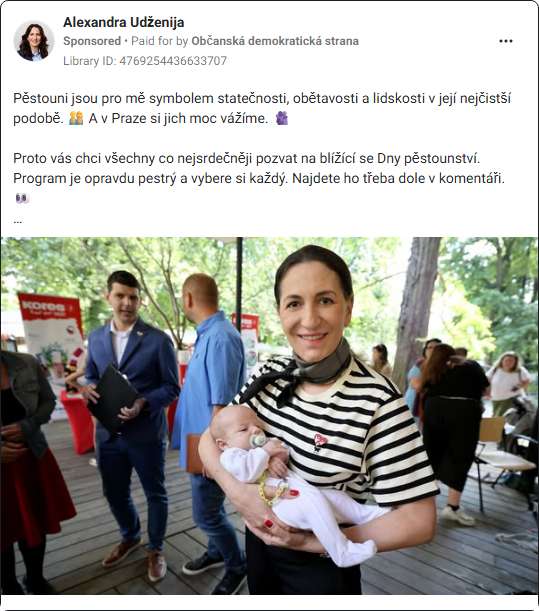 Alexandra Udženija
Sponsored • Paid for by Občanská demokratická strana
Library ID: 4769254436633707
Pěstouni jsou pro mě symbolem statečnosti, obětavosti a lidskosti v její nejčistší
podobě. 🧑‍🤝‍🧑 A v Praze si jich moc vážíme. 🫂
Proto vás chci všechny co nejsrdečněji pozvat na blížící se Dny pěstounství.
Program je opravdu pestrý a vybere si každý. Najdete ho třeba dole v komentáři.
👀
...
KORES